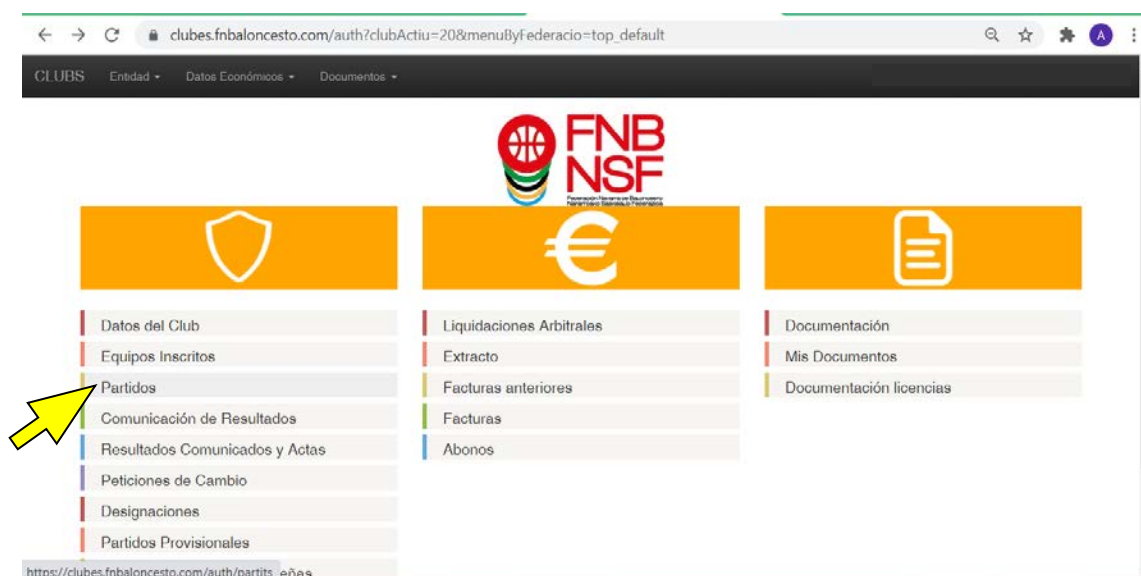 clubes.fnbaloncesto.com/auth?clubActiu=20&menuByFederacio=top_default
A
CLUBS Entidad Datos Económicos Documentos
FNB
NSF
Datos del Club
Equipos Inscritos
Partidos
Comunicación de Resultados
Resultados Comunicados y Actas
Peticiones de Cambio
Designaciones
Partidos Provisionales
€
Liquidaciones Arbitrales
Extracto
Facturas anteriores
Facturas
Abonos
Documentación
Mis Documentos
Documentación licencias
https://clubes.fnbaloncesto.com/auth/partits